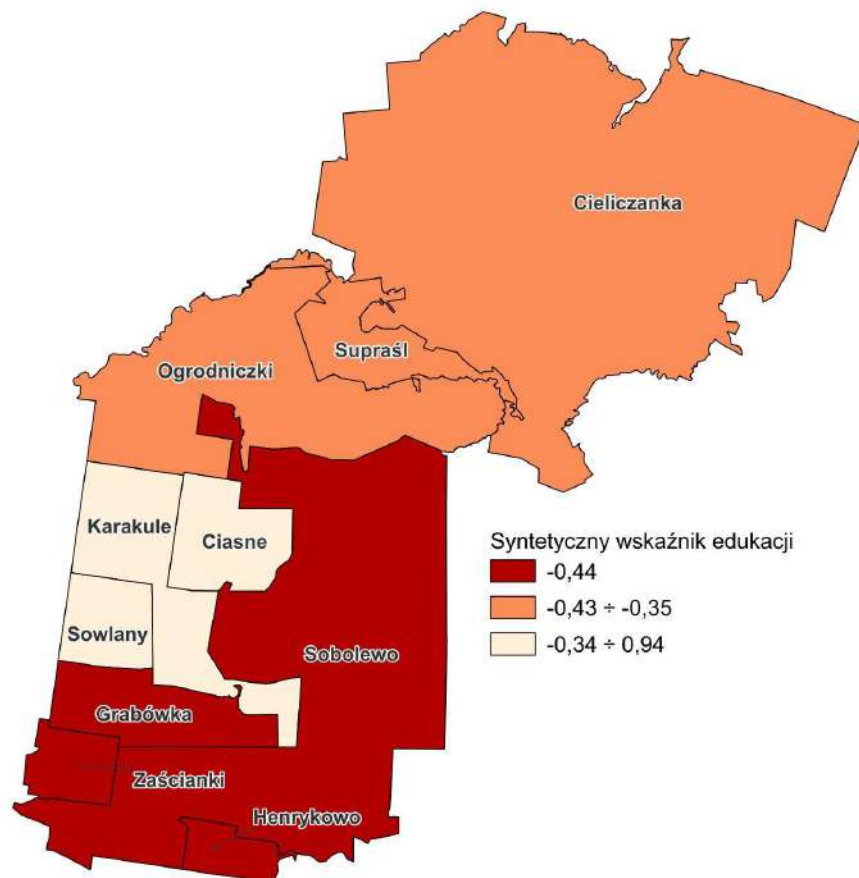 Cieliczanka
Supraśl
Ogrodniczki
Karakule
Ciasne
Syntetyczny wskaźnik edukacji
-0,44
-0,43 ÷ -0,35
-0,34 ÷ 0,94
Sowlany
Sobolewo
Grabówka
Zaścianki
Henrykowo